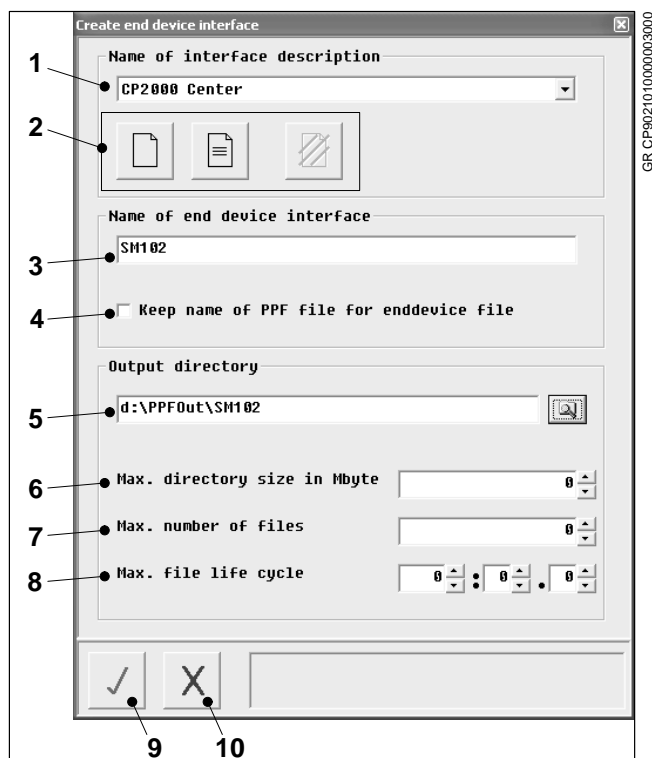 Create end device interface
GR CP90210100000003000
Name of interface description
1
CP2000 Center
2
Name of end device interface
3
SM102
4
Keep name of PPF file for enddevice file
Output directory
5
d:\PPFOut\SM102
6
Max. directory size in Mbyte
0
7
Max. number of files
0
8
Max. file life cycle
0 : 0 . 0
9
10